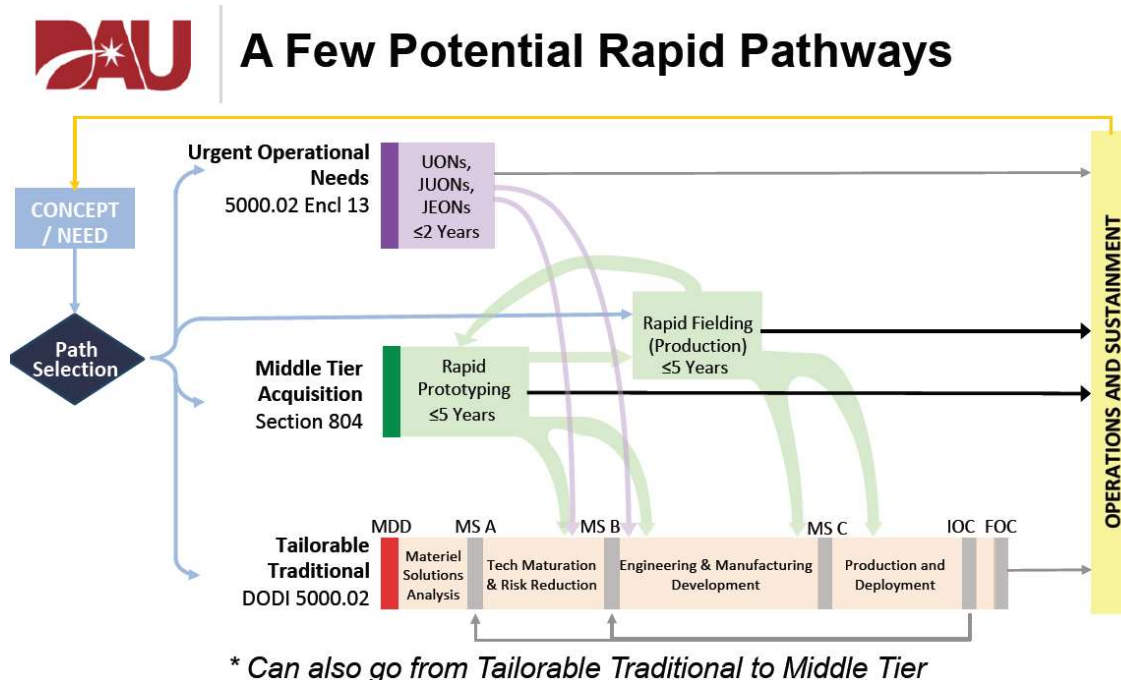 DAU
A Few Potential Rapid Pathways
CONCEPT
/ NEED
Path
Selection
Urgent Operational
Needs
5000.02 Encl 13
UONs,
JUONs,
JEONs
≤2 Years
Rapid Fielding
(Production)
≤5 Years
Middle Tier
Acquisition
Section 804
Rapid
Prototyping
≤5 Years
Tailorable
Traditional
DODI 5000.02
MDD
MS A
MS B
MS C
IOC
FOC
Materiel
Solutions
Analysis
Tech Maturation
& Risk Reduction
Engineering & Manufacturing
Development
Production and
Deployment
OPERATIONS AND SUSTAINMENT
* Can also go from Tailorable Traditional to Middle Tier